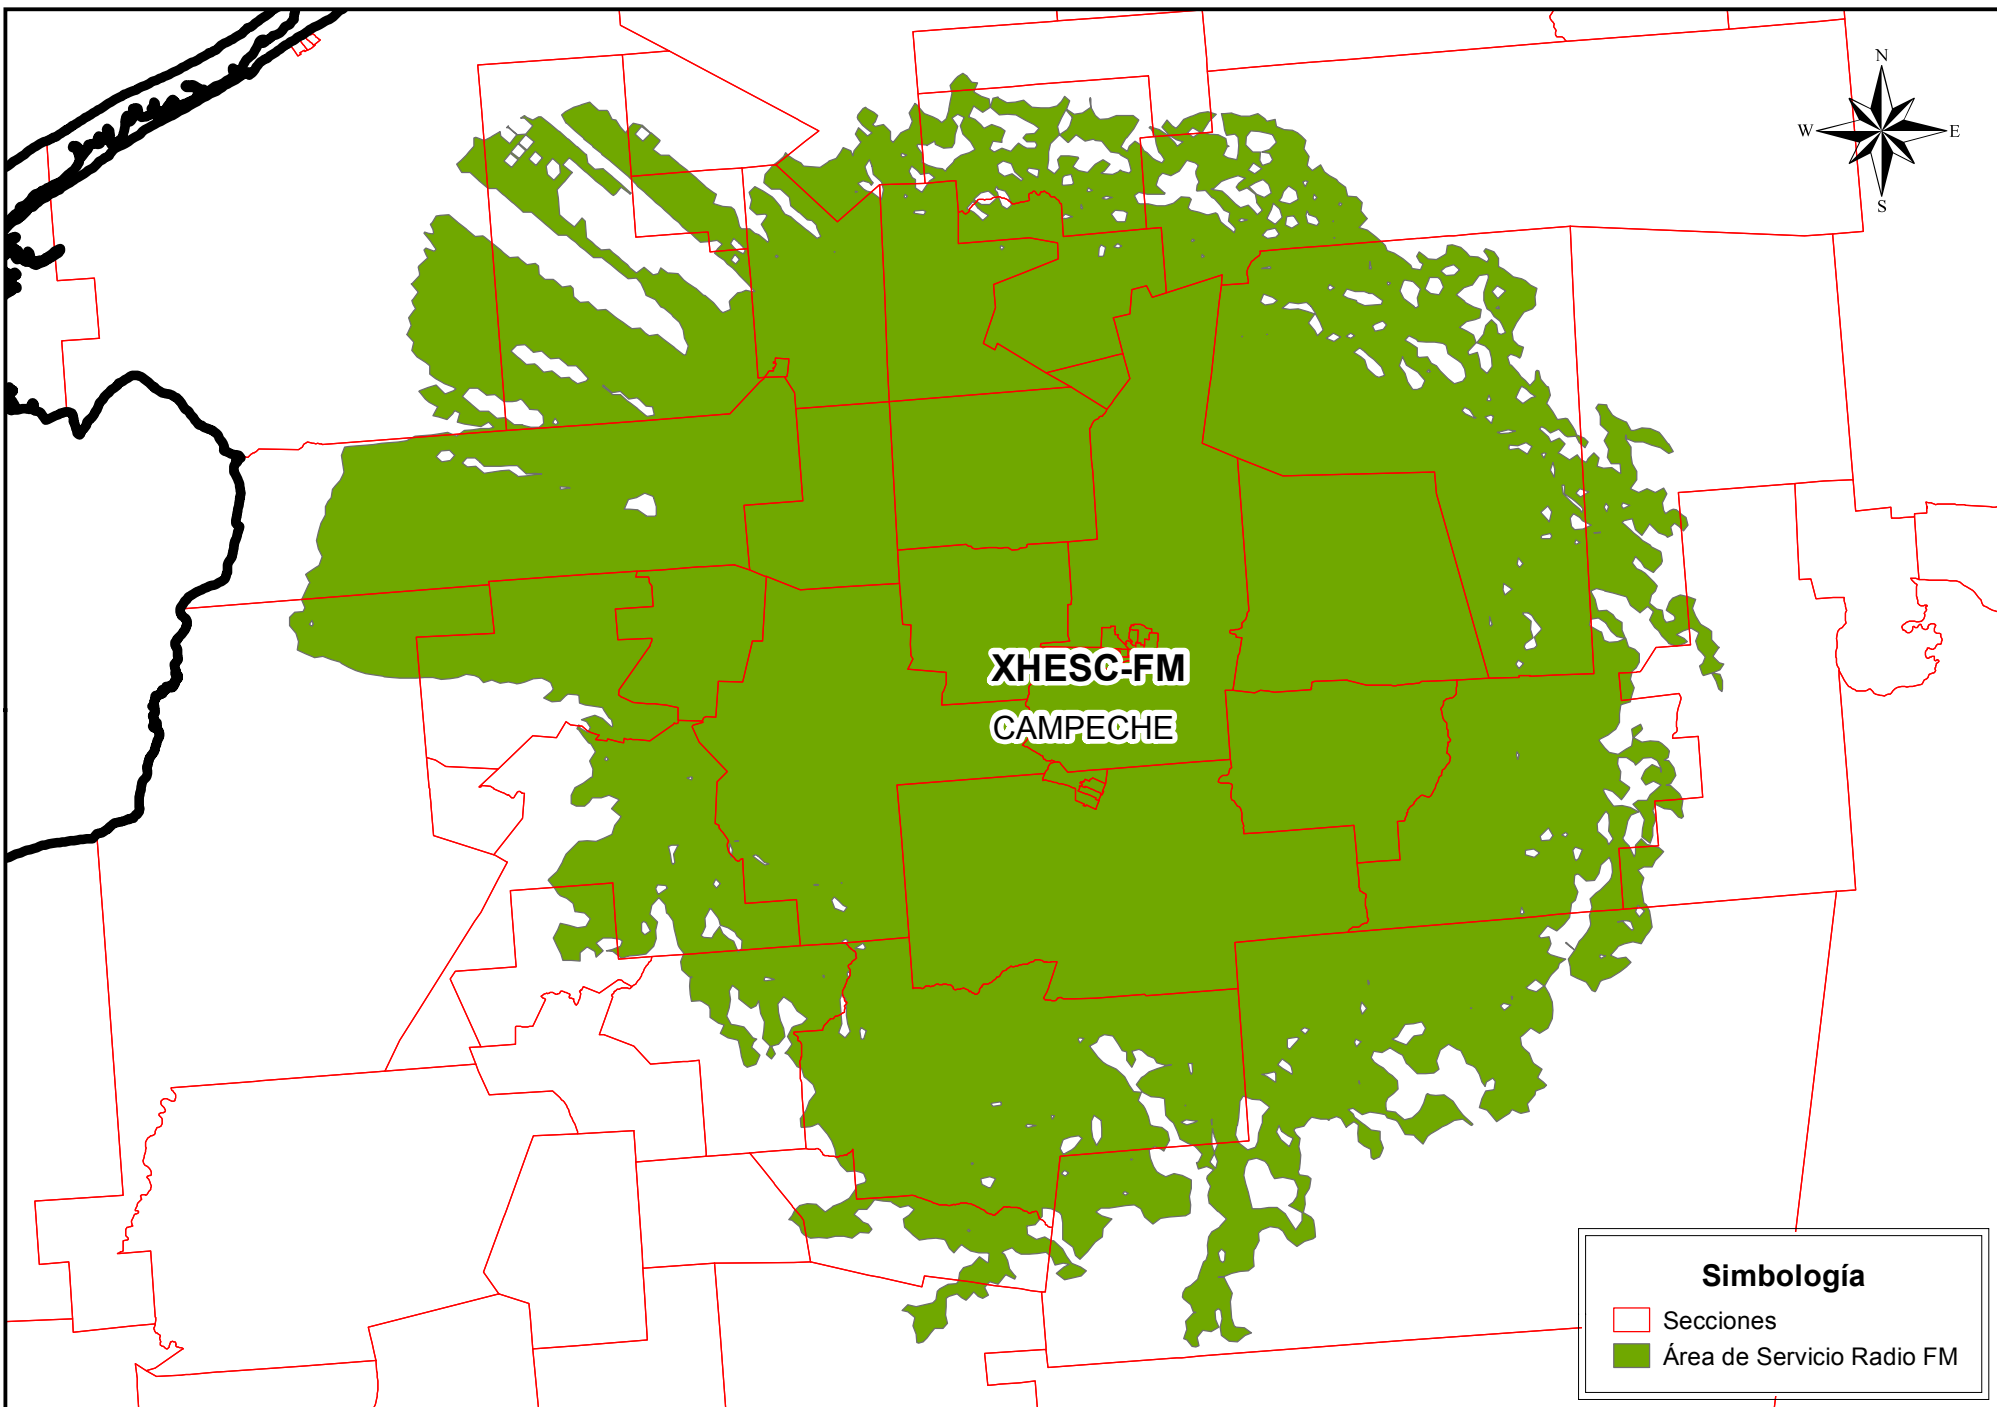 N
W E
S
XHESC-FM
CAMPECHE
Simbología
Secciones
Área de Servicio Radio FM